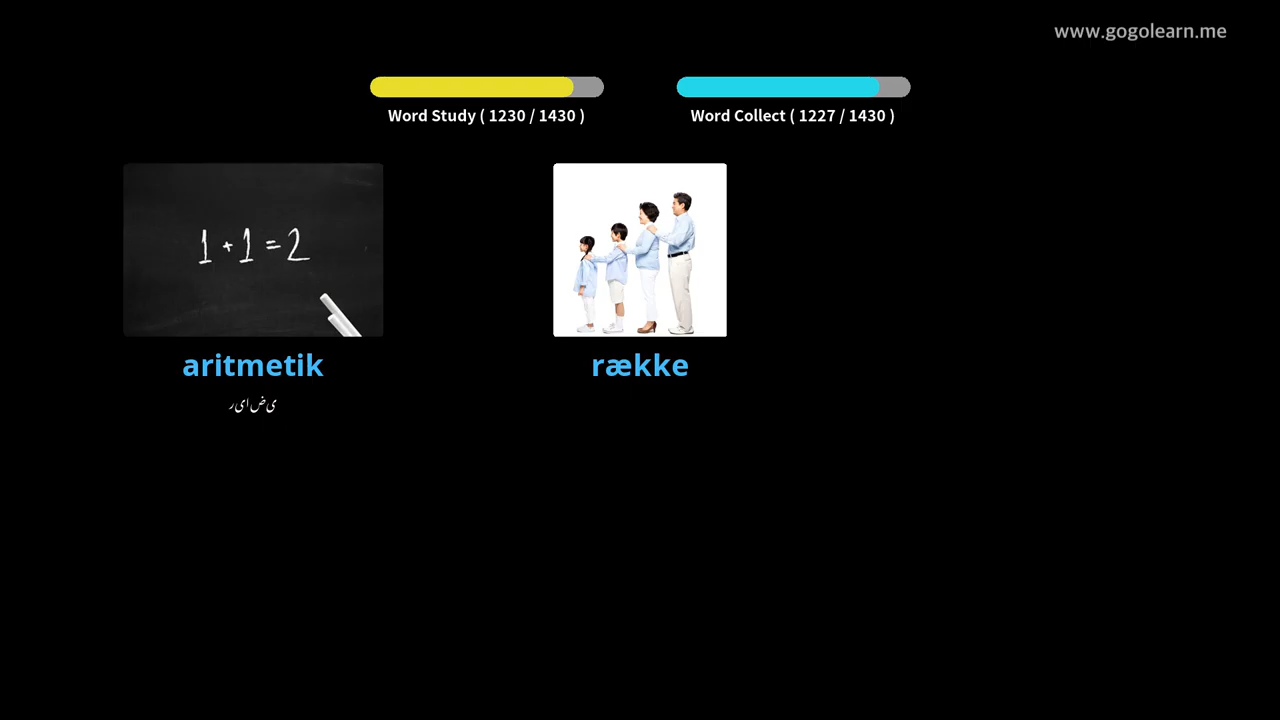 www.gogolearn.me
Word Study ( 1230 / 1430 )
Word Collect ( 1227 / 1430 )
1 + 1 = 2
aritmetik
ریاضی
række